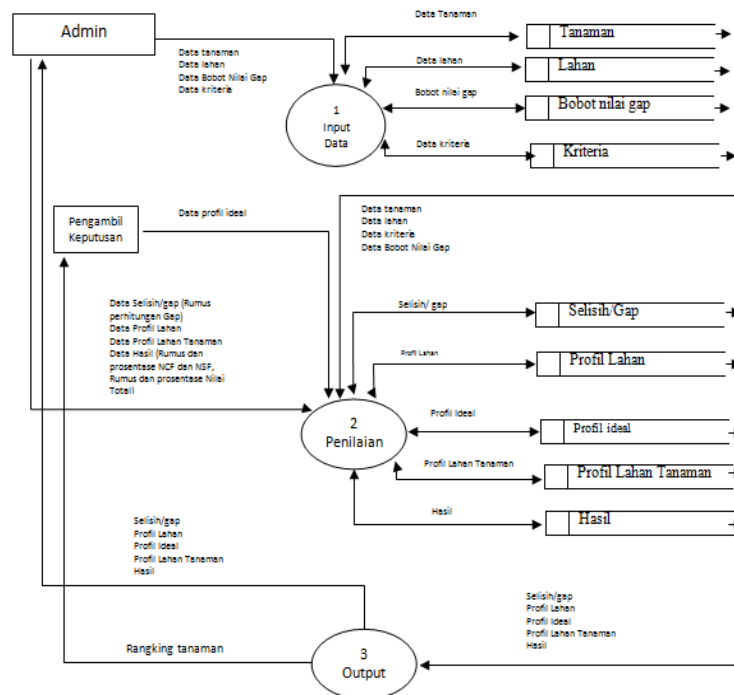 Admin
Data tanaman
Data lahan
Data Bobot Nilai Gap
Data kriteria
Data Tanaman
Tanaman
Data lahan
Lahan
Bobot nilai gap
Bobot nilai gap
Data kriteria
Kriteria
1
Input
Data
Pengambil
Keputusan
Data profil ideal
Data tanaman
Data lahan
Data kriteria
Data Bobot Nilai Gap
Data Selisih/gap (Rumus
perhitungan Gap)
Data Profil Lahan
Data Profil Lahan Tanaman
Data Hasil (Rumus dan
prosentase NCF dan NSF,
Rumus dan prosentase Nilai
Total)
Selisih/ gap
Selisih/Gap
Profil Lahan
Profil Lahan
2
Penilaian
Profil Ideal
Profil ideal
Profil Lahan Tanaman
Profil Lahan Tanaman
Hasil
Hasil
Selisih/gap
Profil Lahan
Profil Ideal
Profil Lahan Tanaman
Hasil
Selisih/gap
Profil Lahan
Profil Ideal
Profil Lahan Tanaman
Hasil
Rangking tanaman
3
Output